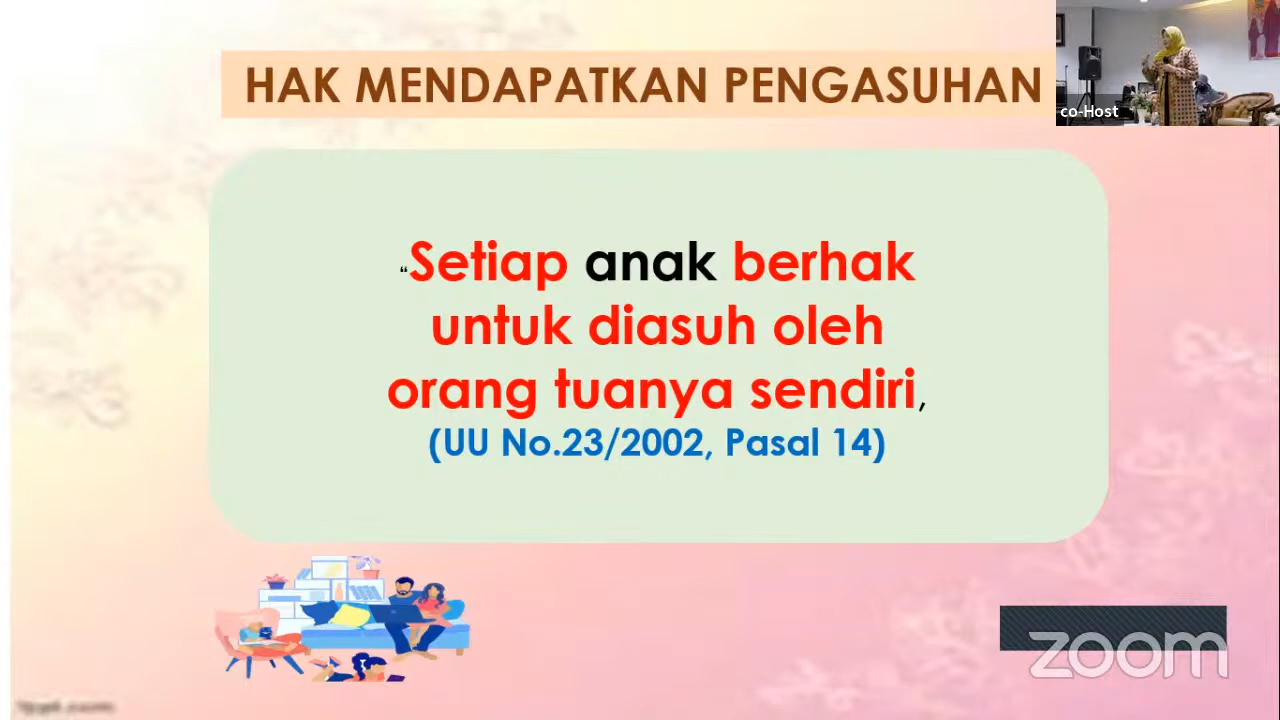 HAK MENDAPATKAN PENGASUHAN
co-Host
“Setiap anak berhak
untuk diasuh oleh
orang tuanya sendiri,
(UU No.23/2002, Pasal 14)
zoom